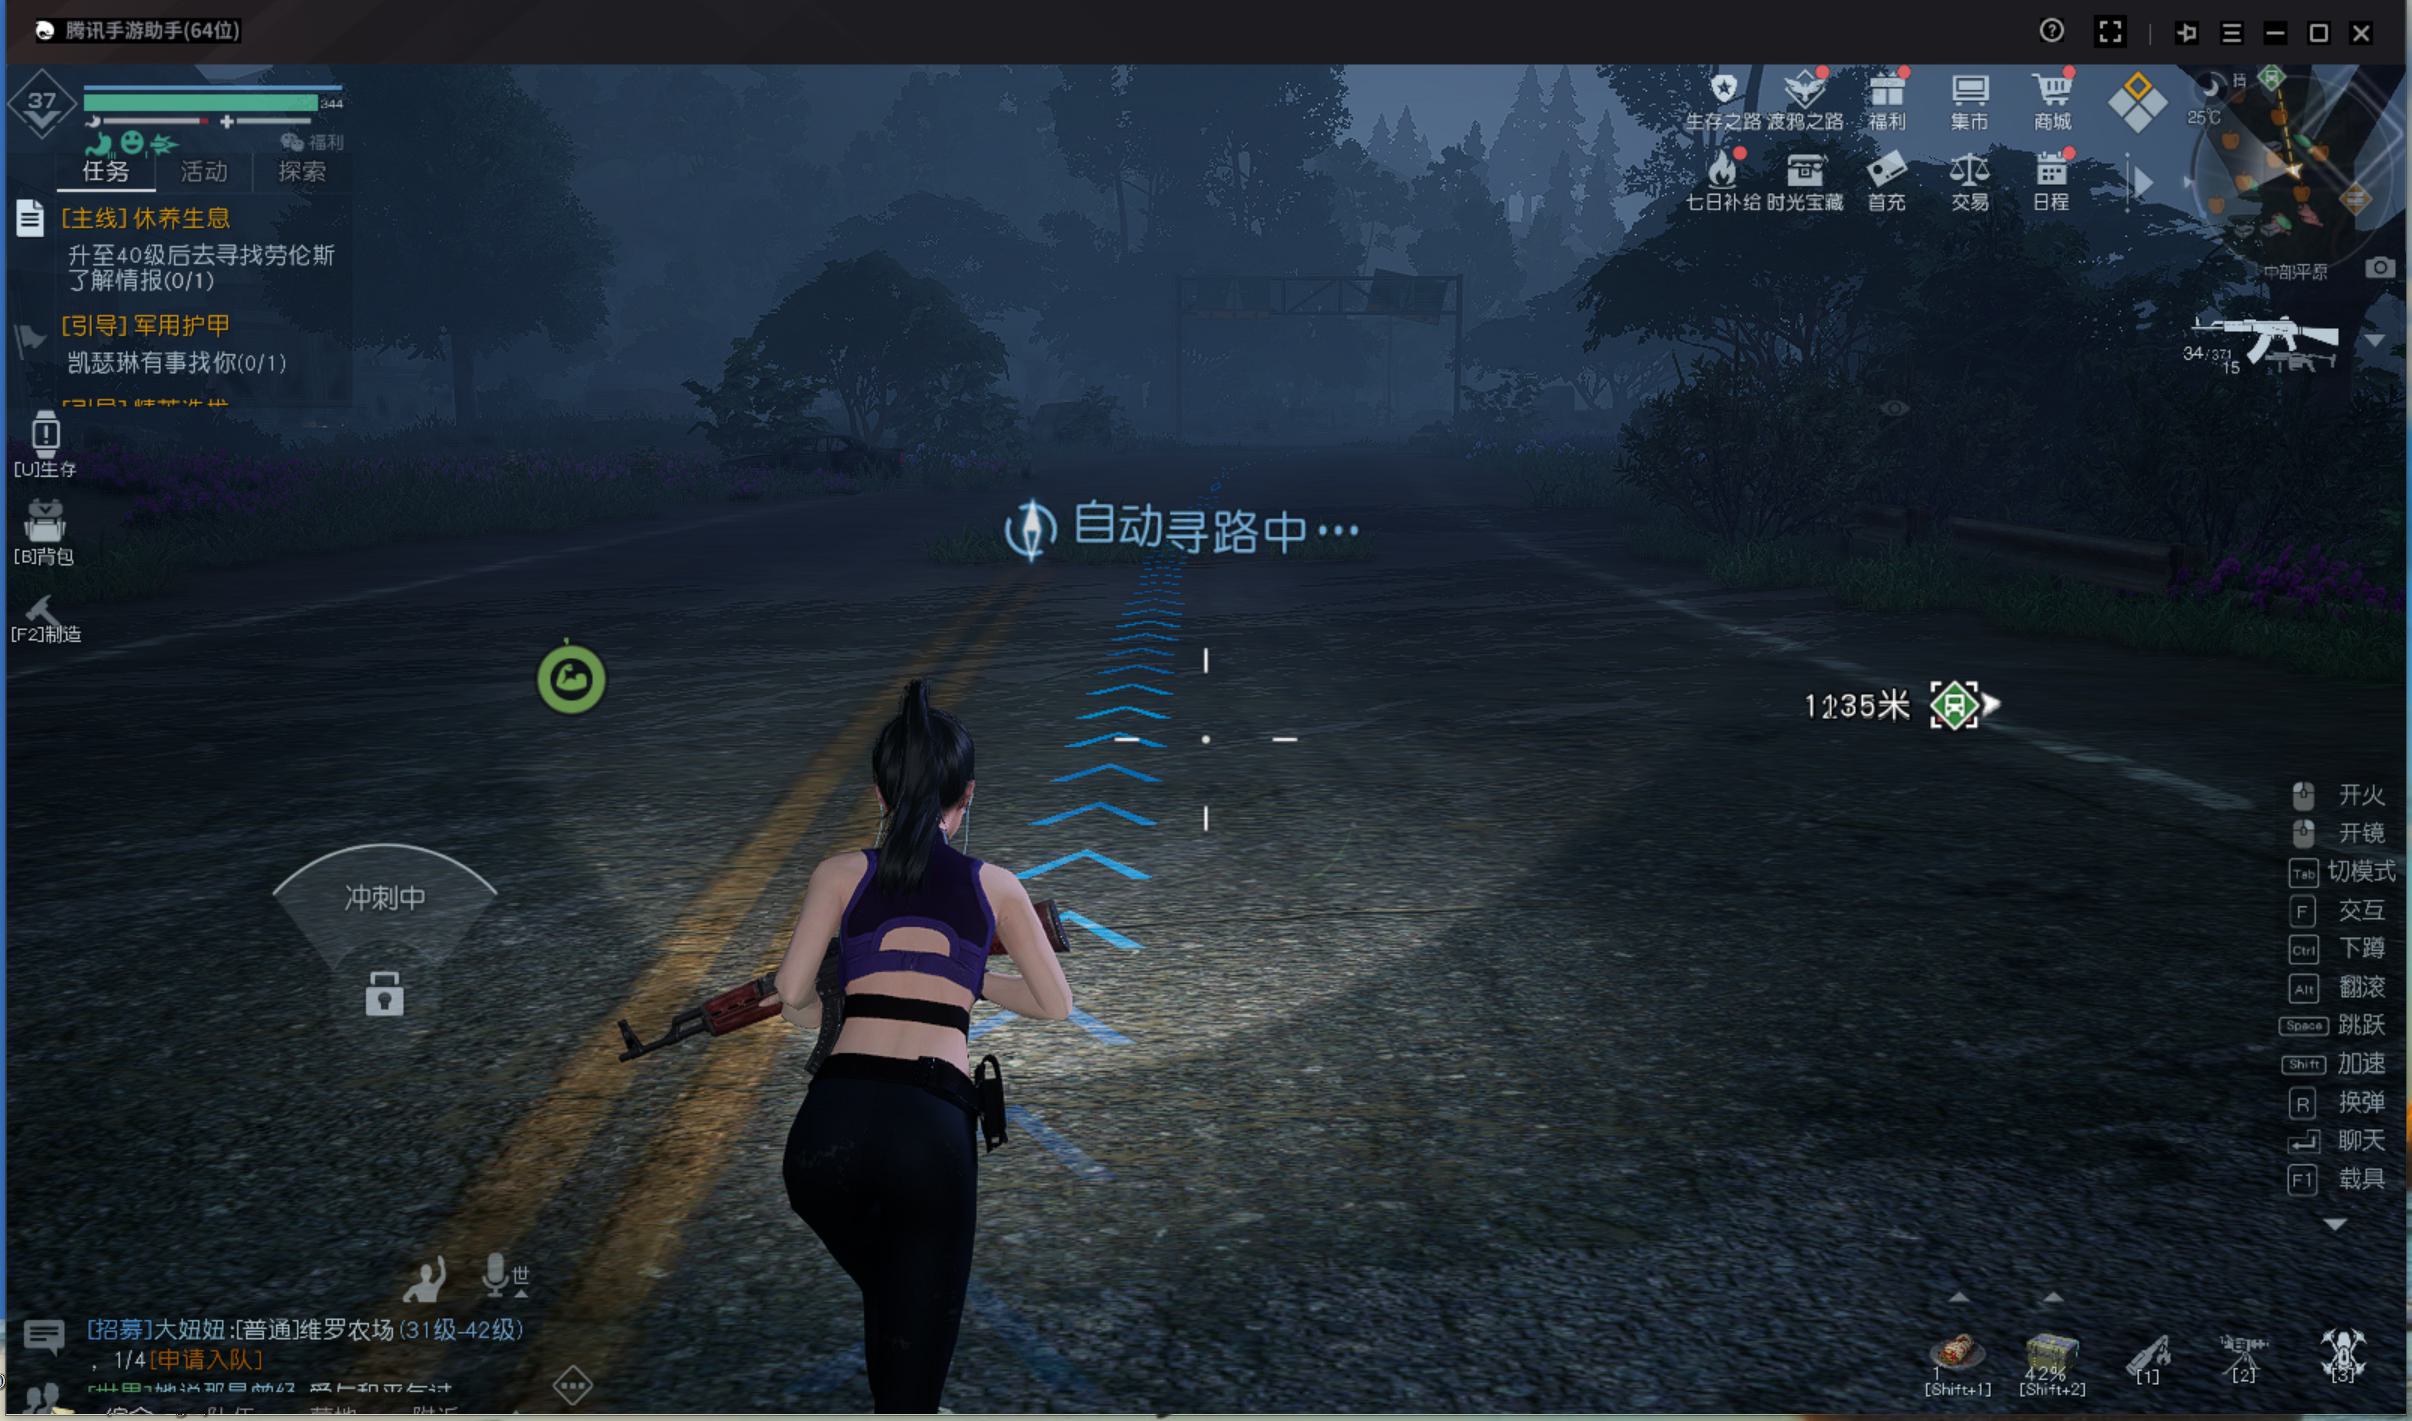 腾讯手游助手(64位)
37
344
福利
任务 活动 探索
[主线] 休养生息
升至40级后去寻找劳伦斯
了解情报(0/1)
[引导] 军用护甲
凯瑟琳有事找你(0/1)
[U]生存
[B]背包
[F2]制造
生存之路 渡鸦之路 福利 集市 商城
七日补给 时光宝藏 首充 交易 日程
晴
25℃
中部平原
34/371
15
自动寻路中···
1135米
冲刺中
开火
开镜
Tab 切模式
F 交互
Ctrl 下蹲
Alt 翻滚
Space 跳跃
Shift 加速
R 换弹
聊天
F1 载具
世
[招募]大妞妞:[普通]维罗农场(31级-42级)
，1/4[申请入队]
1 42%
[Shift+1] [Shift+2] [1] [2] [3]